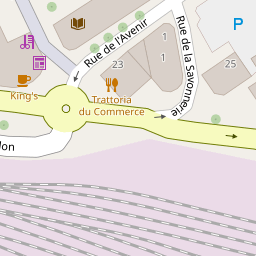 Rue de l'Avenir
Rue de la Savonnerie
P
1
1
23
25
King's
Trattoria
du Commerce
lon